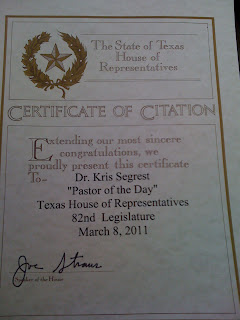 The State of Texas
House of
Representatives
CERTIFICATE OF CITATION
Extending our most sincere
congratulations, we
proudly present this certificate
To-
Dr. Kris Segrest
"Pastor of the Day"
Texas House of Representatives
82nd Legislature
March 8, 2011
Joe Straus
Speaker of the House